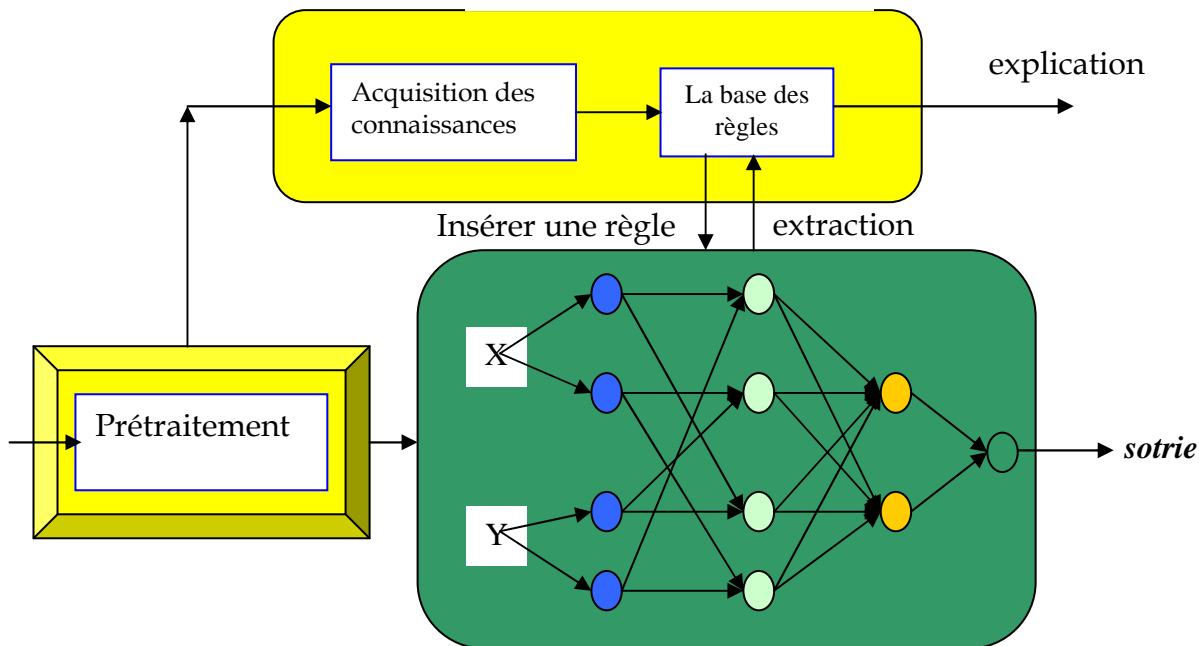 explication
Acquisition des
connaissances
La base des
règles
Insérer une règle
extraction
X
Prétraitement
sotrie
Y